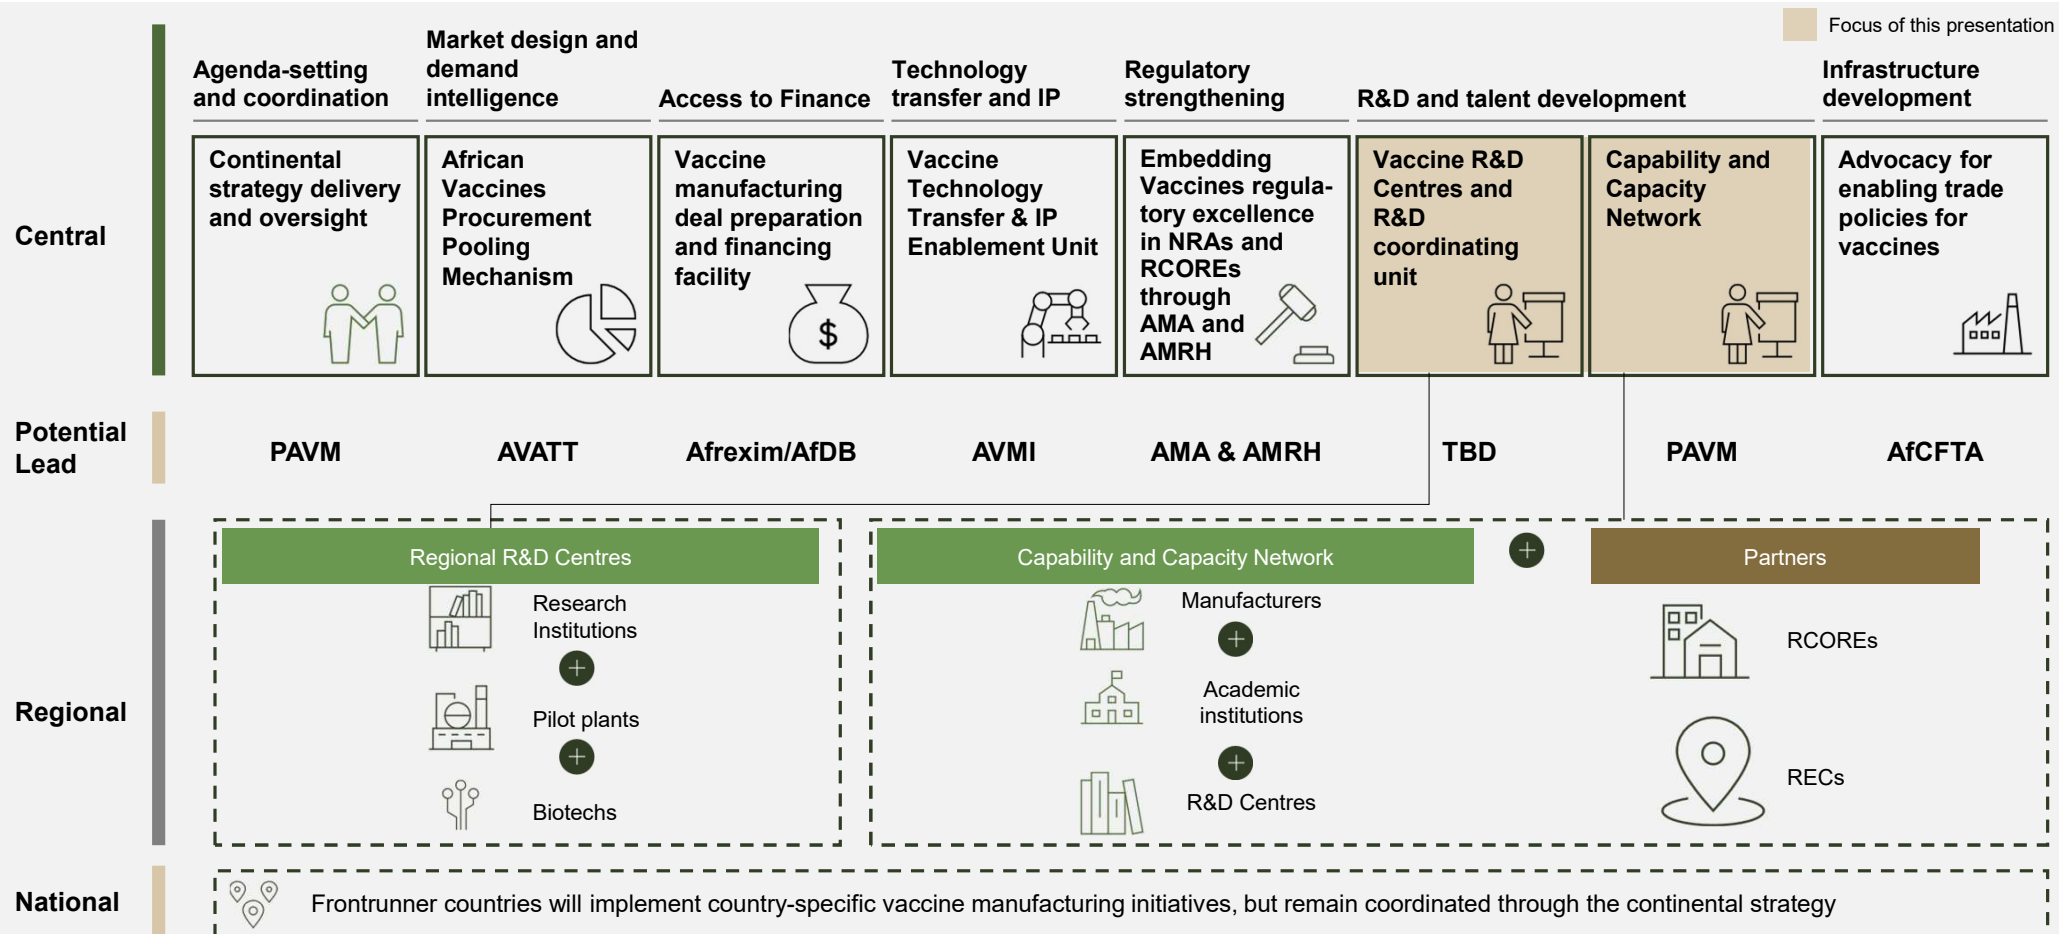 Focus of this presentation
Agenda-setting
and coordination
Market design and
demand
intelligence
Access to Finance
Technology
transfer and IP
Regulatory
strengthening
R&D and talent development
Infrastructure
development
Central
Continental
strategy delivery
and oversight
African
Vaccines
Procurement
Pooling
Mechanism
Vaccine
manufacturing
deal preparation
and financing
facility
$
Vaccine
Technology
Transfer & IP
Enablement Unit
Embedding
Vaccines regula-
tory excellence
in NRAs and
RCOREs
through
AMA and
AMRH
Vaccine R&D
Centres and
R&D
coordinating
unit
Capability and
Capacity
Network
Advocacy for
enabling trade
policies for
vaccines
Potential
Lead
PAVM
AVATT
Afrexim/AfDB
AVMI
AMA & AMRH
TBD
PAVM
AfCFTA
Regional
Regional R&D Centres
Research
Institutions
+
Pilot plants
+
Biotechs
Capability and Capacity Network
Manufacturers
+
Academic
institutions
+
R&D Centres
+
Partners
RCOREs
RECs
National
Frontrunner countries will implement country-specific vaccine manufacturing initiatives, but remain coordinated through the continental strategy